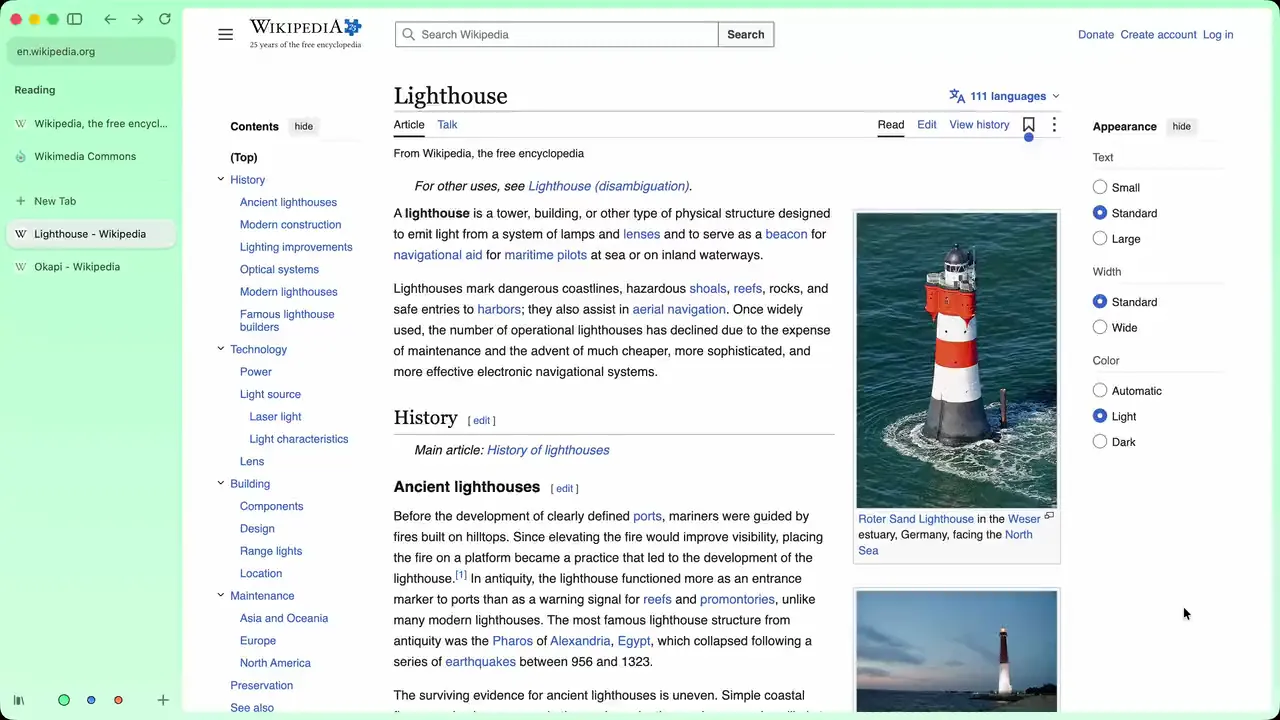 en.wikipedia.org
Reading
Wikipedia, the free encycl...
Wikimedia Commons
New Tab
Lighthouse - Wikipedia
Okapi - Wikipedia
WIKIPEDIA
25 years of the free encyclopedia
Search Wikipedia
Search
Donate Create account Log in
Contents hide
(Top)
History
Ancient lighthouses
Modern construction
Lighting improvements
Optical systems
Modern lighthouses
Famous lighthouse
builders
Technology
Power
Light source
Laser light
Light characteristics
Lens
Building
Components
Design
Range lights
Location
Maintenance
Asia and Oceania
Europe
North America
Preservation
See also
Lighthouse
111 languages
Article Talk
Read Edit View history
From Wikipedia, the free encyclopedia
For other uses, see Lighthouse (disambiguation).
A lighthouse is a tower, building, or other type of physical structure designed
to emit light from a system of lamps and lenses and to serve as a beacon for
navigational aid for maritime pilots at sea or on inland waterways.
Lighthouses mark dangerous coastlines, hazardous shoals, reefs, rocks, and
safe entries to harbors; they also assist in aerial navigation. Once widely
used, the number of operational lighthouses has declined due to the expense
of maintenance and the advent of much cheaper, more sophisticated, and
more effective electronic navigational systems.
History [ edit ]
Main article: History of lighthouses
Ancient lighthouses [ edit ]
Before the development of clearly defined ports, mariners were guided by
fires built on hilltops. Since elevating the fire would improve visibility, placing
the fire on a platform became a practice that led to the development of the
lighthouse.[1] In antiquity, the lighthouse functioned more as an entrance
marker to ports than as a warning signal for reefs and promontories, unlike
many modern lighthouses. The most famous lighthouse structure from
antiquity was the Pharos of Alexandria, Egypt, which collapsed following a
series of earthquakes between 956 and 1323.
The surviving evidence for ancient lighthouses is uneven. Simple coastal
Roter Sand Lighthouse in the Weser
estuary, Germany, facing the North
Sea
Appearance hide
Text
Small
Standard
Large
Width
Standard
Wide
Color
Automatic
Light
Dark